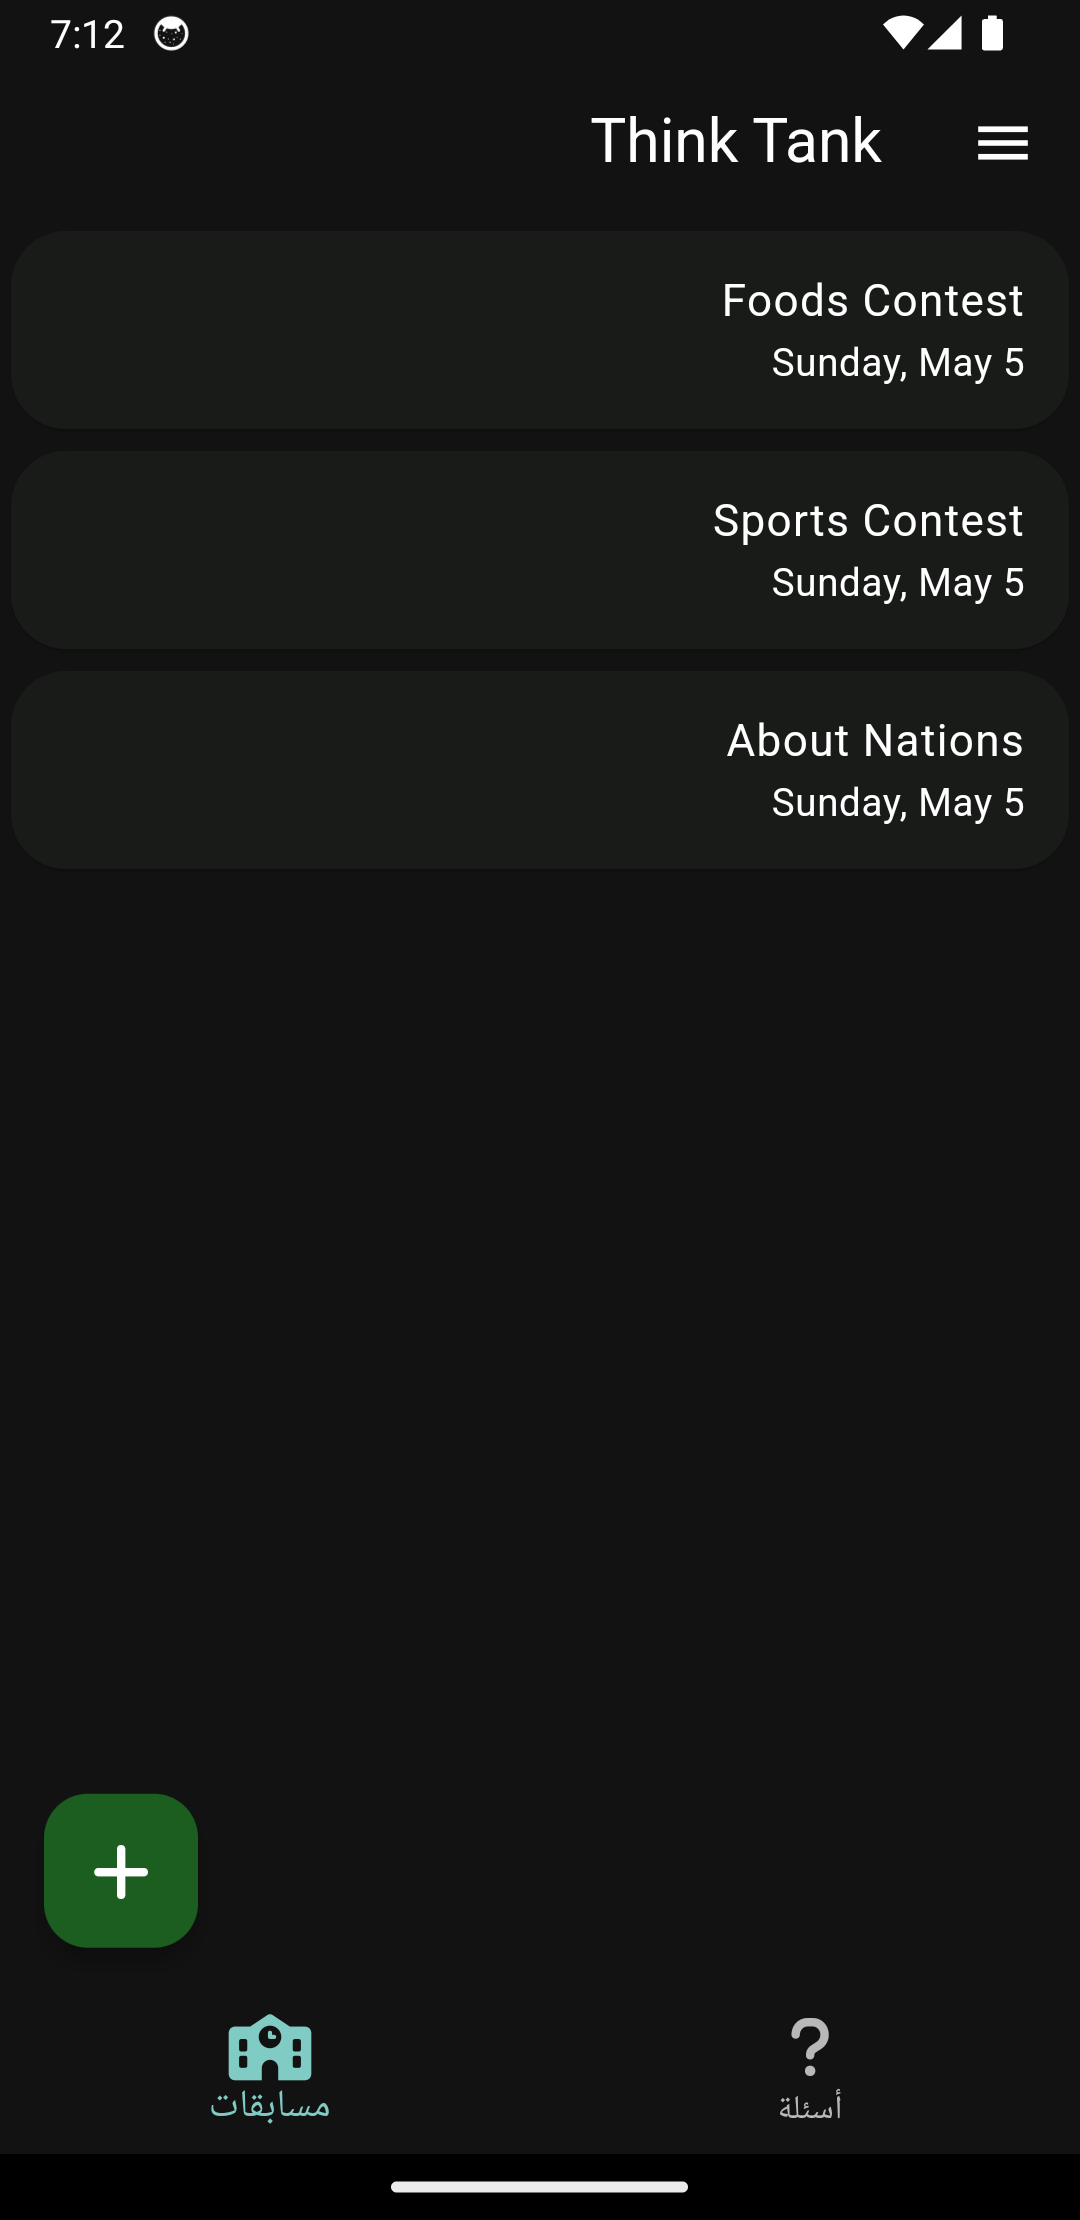 7:12
Think Tank
Foods Contest
Sunday, May 5
Sports Contest
Sunday, May 5
About Nations
Sunday, May 5
أسئلة
مسابقات